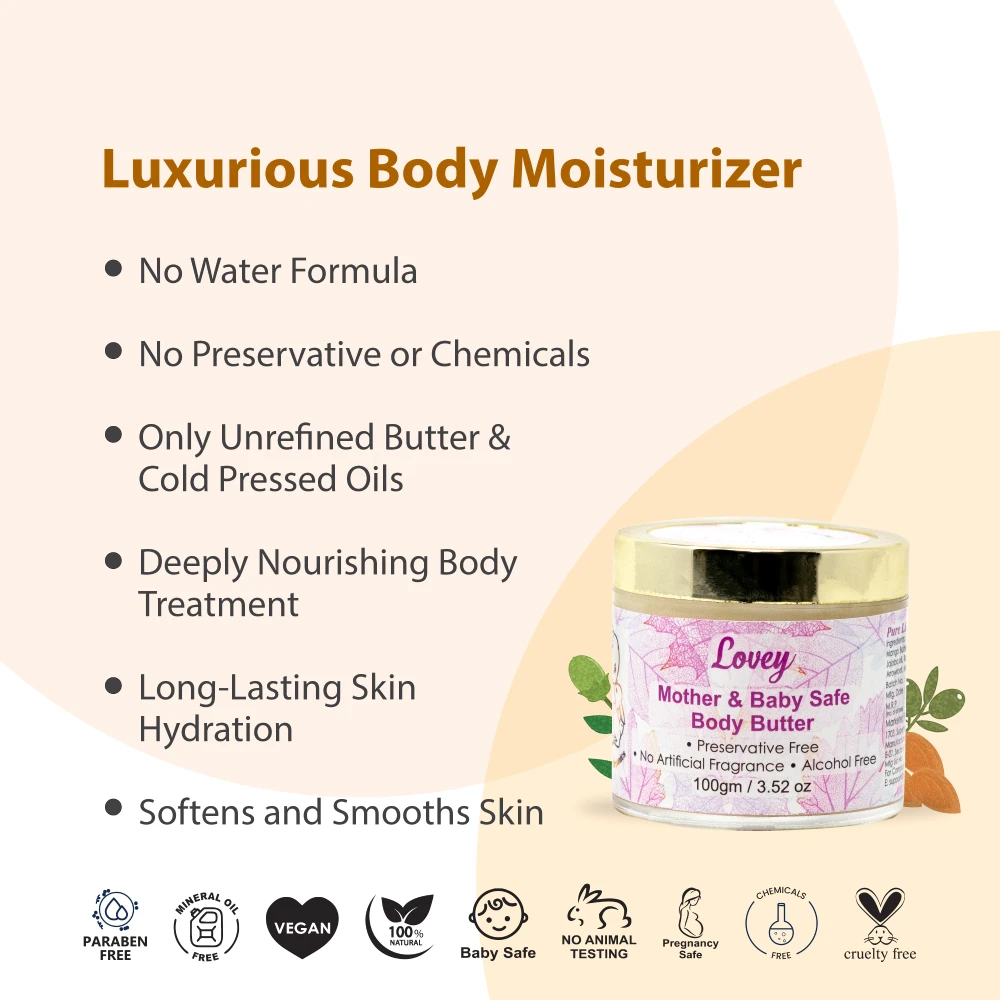 Luxurious Body Moisturizer
• No Water Formula
• No Preservative or Chemicals
• Only Unrefined Butter &
Cold Pressed Oils
• Deeply Nourishing Body
Treatment
• Long-Lasting Skin
Hydration
• Softens and Smooths Skin
Lovey
Mother & Baby Safe
Body Butter
• Preservative Free
• No Artificial Fragrance • Alcohol Free
100gm / 3.52 oz
PARABEN
FREE
MINERAL OIL
FREE
VEGAN
100%
NATURAL
Baby Safe
NO ANIMAL
TESTING
Pregnancy
Safe
CHEMICALS
FREE
cruelty free